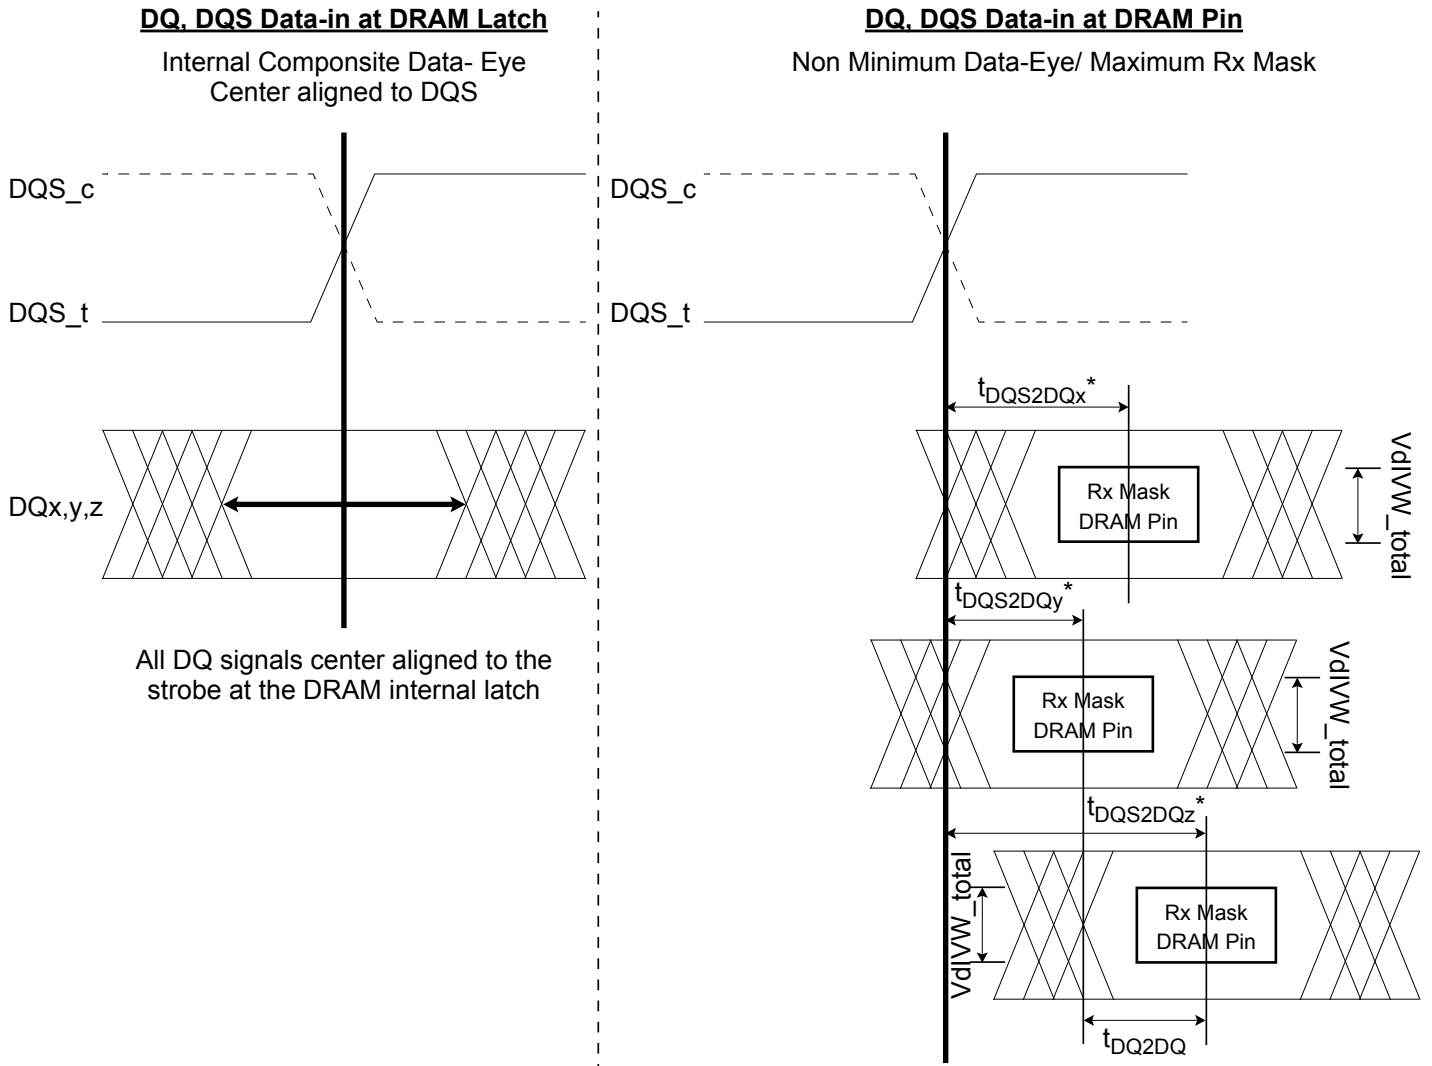 DQ, DQS Data-in at DRAM Latch
Internal Componsite Data- Eye
Center aligned to DQS
DQS_c
DQS_t
DQx,y,z
All DQ signals center aligned to the
strobe at the DRAM internal latch
DQ, DQS Data-in at DRAM Pin
Non Minimum Data-Eye/ Maximum Rx Mask
DQS_c
DQS_t
tDQS2DQx*
Rx Mask
DRAM Pin
VdIVW_total
tDQS2DQy*
Rx Mask
DRAM Pin
VdIVW_total
tDQS2DQz*
VdIVW_total
Rx Mask
DRAM Pin
tDQ2DQ